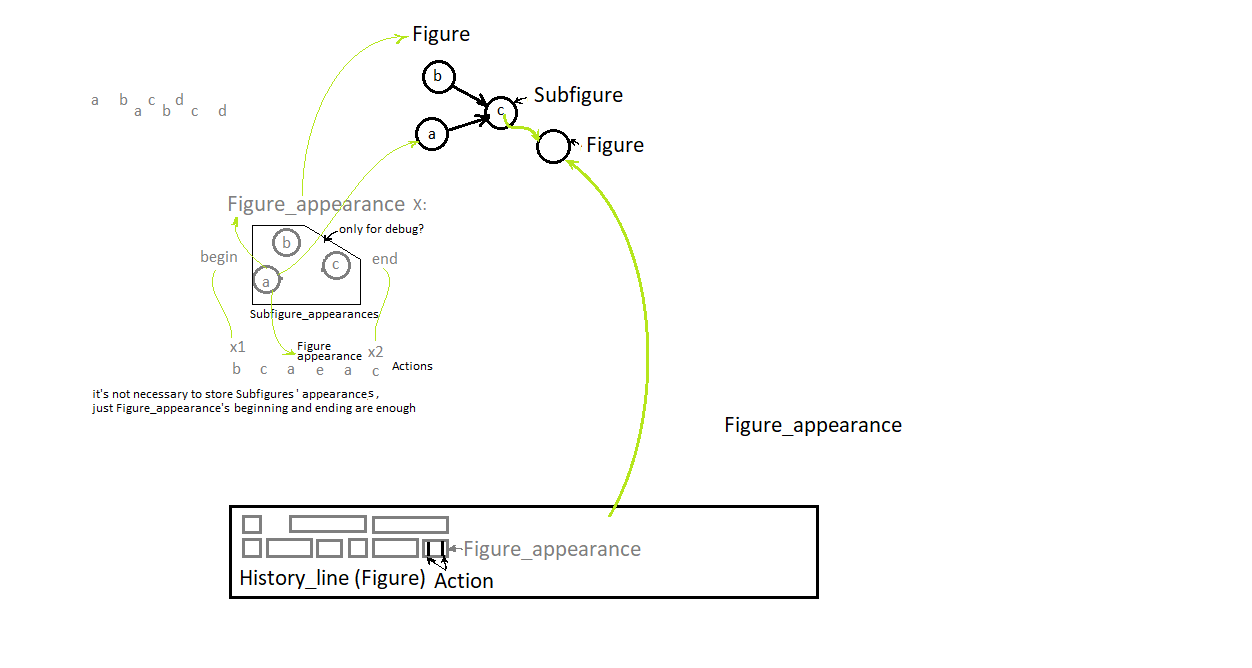 Figure
b
Subfigure
a b c d
a b c d
c
a
Figure
Figure_appearance X:
only for debug?
b
begin
c
end
a
Subfigure_appearances
x1
Figure
appearance
x2
b c a e a c
Actions
it's not necessary to store Subfigures' appearances,
just Figure_appearance's beginning and ending are enough
Figure_appearance
Figure_appearance
History_line (Figure)
Action